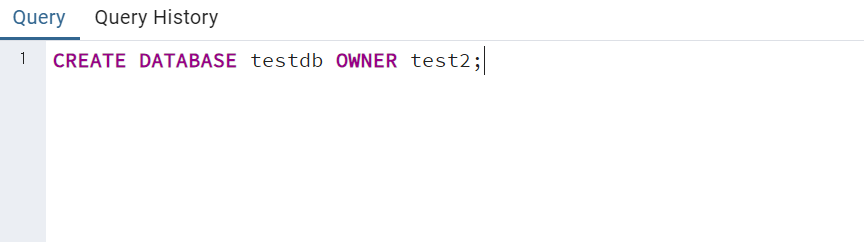 Query Query History
1 CREATE DATABASE testdb OWNER test2;